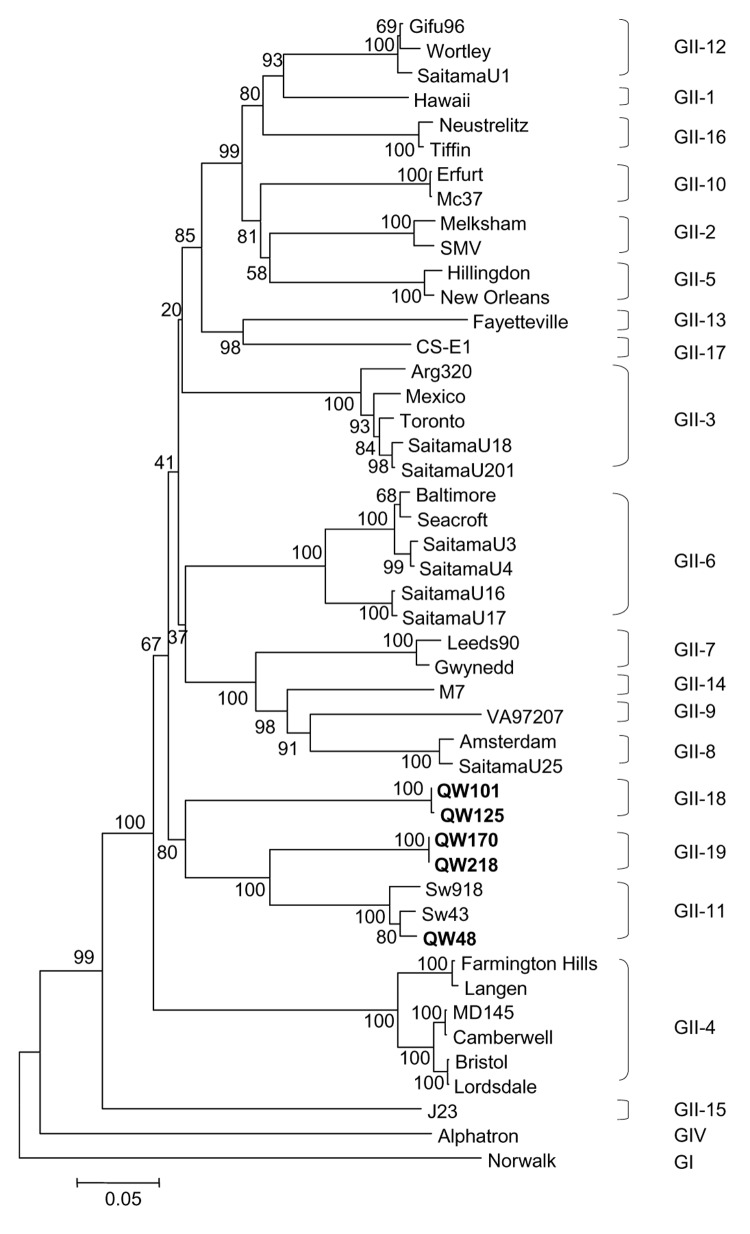 69 Gifu96
100 Wortley GII-12
SaitamaU1
93
Hawaii GII-1
80
Neustrelitz
100 Tiffin GII-16
99
100 Erfurt
Mc37 GII-10
81
100 Melksham
SMV GII-2
58
Hillingdon
100 New Orleans GII-5
85
Fayetteville GII-13
98
CS-E1 GII-17
20
Arg320
100
Mexico
93
Toronto GII-3
84
SaitamaU18
98 SaitamaU201
41
68 Baltimore
100 Seacroft
SaitamaU3
99 SaitamaU4 GII-6
100
SaitamaU16
100 SaitamaU17
37
67
100 Leeds90
Gwynedd GII-7
100
M7 GII-14
98
VA97207 GII-9
91
Amsterdam
100 SaitamaU25 GII-8
100 QW101
QW125 GII-18
100
80
100 QW170
QW218 GII-19
100
Sw918
100 Sw43 GII-11
80 QW48
99
100 Farmington Hills
Langen
100
100 MD145
Camberwell GII-4
100
Bristol
100 Lordsdale
J23 GII-15
Alphatron GIV
Norwalk GI
0.05